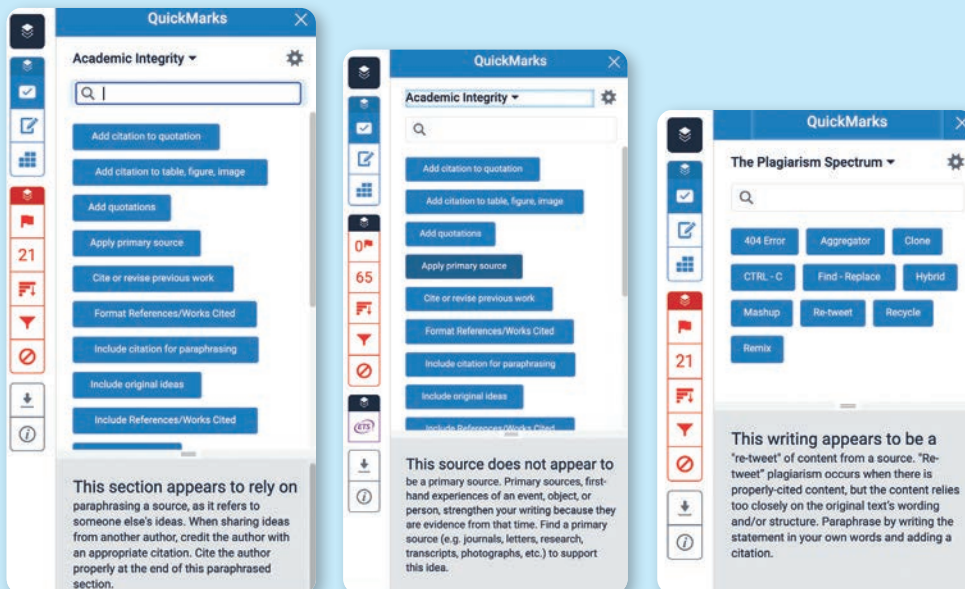 QuickMarks
Academic Integrity
Add citation to quotation
Add citation to table, figure, image
Add quotations
Apply primary source
Cite or revise previous work
Format References/Works Cited
Include citation for paraphrasing
Include original ideas
Include References/Works Cited
21
This section appears to rely on
paraphrasing a source, as it refers to
someone else's ideas. When sharing ideas
from another author, credit the author with
an appropriate citation. Cite the author
properly at the end of this paraphrased
section.
QuickMarks
Academic Integrity
Add citation to quotation
Add citation to table, figure, image
Add quotations
Apply primary source
Cite or revise previous work
Format References/Works Cited
Include citation for paraphrasing
Include original ideas
Include References/Works Cited
0
65
ETS
This source does not appear to
be a primary source. Primary sources, first-
hand experiences of an event, object, or
person, strengthen your writing because they
are evidence from that time. Find a primary
source (e.g. journals, letters, research,
transcripts, photographs, etc.) to support
this idea.
QuickMarks
The Plagiarism Spectrum
404 Error Aggregator Clone
CTRL - C Find - Replace Hybrid
Mashup Re-tweet Recycle
Remix
21
This writing appears to be a
"re-tweet" of content from a source. "Re-
tweet" plagiarism occurs when there is
properly-cited content, but the content relies
too closely on the original text's wording
and/or structure. Paraphrase by writing the
statement in your own words and adding a
citation.